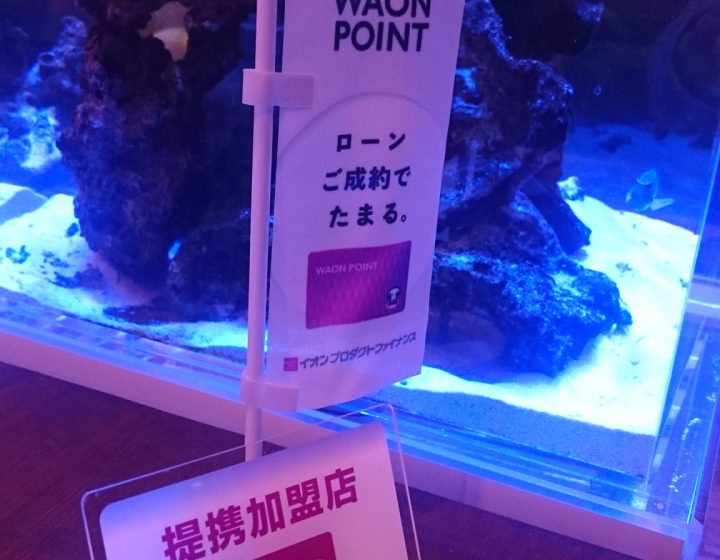 WAON
POINT
ローン
ご成約で
たまる。
WAON POINT
イオンプロダクトファイナンス
提携加盟店